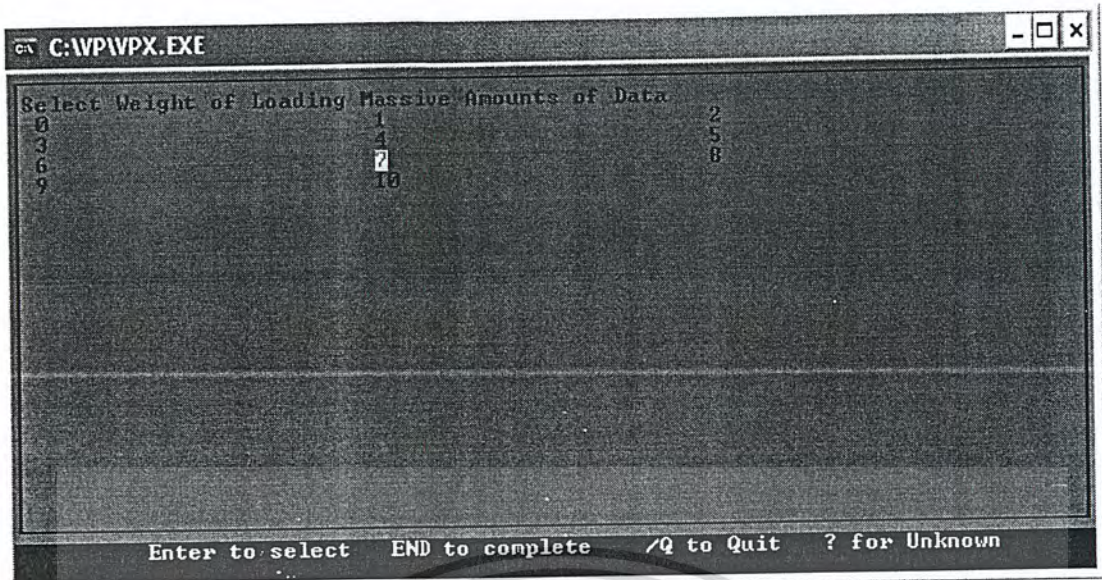 C:\VP\VPX.EXE
Select Weight of Loading Massive Amounts of Data
0 1 2
3 4 5
6 7 8
9 10
Enter to select END to complete /Q to Quit ? for Unknown